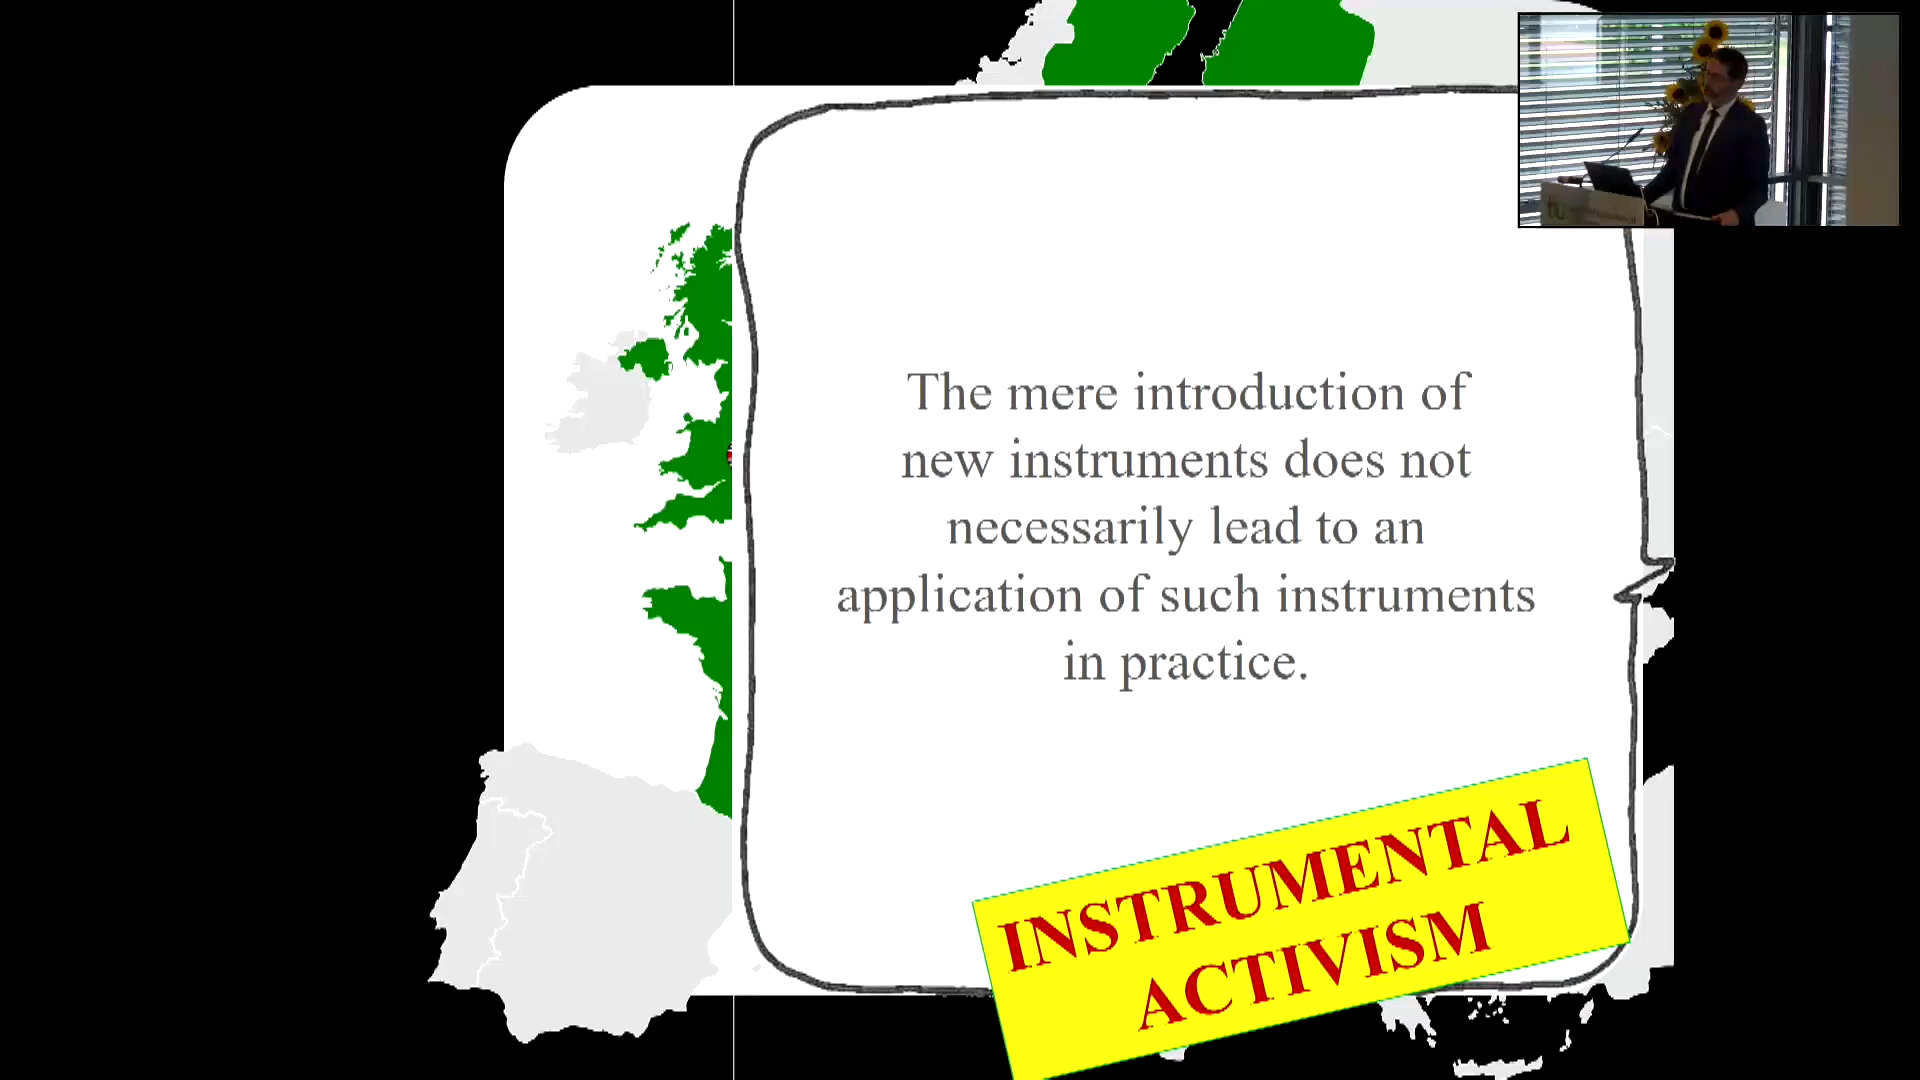 The mere introduction of
new instruments does not
necessarily lead to an
application of such instruments
in practice.
INSTRUMENTAL
ACTIVISM
tu